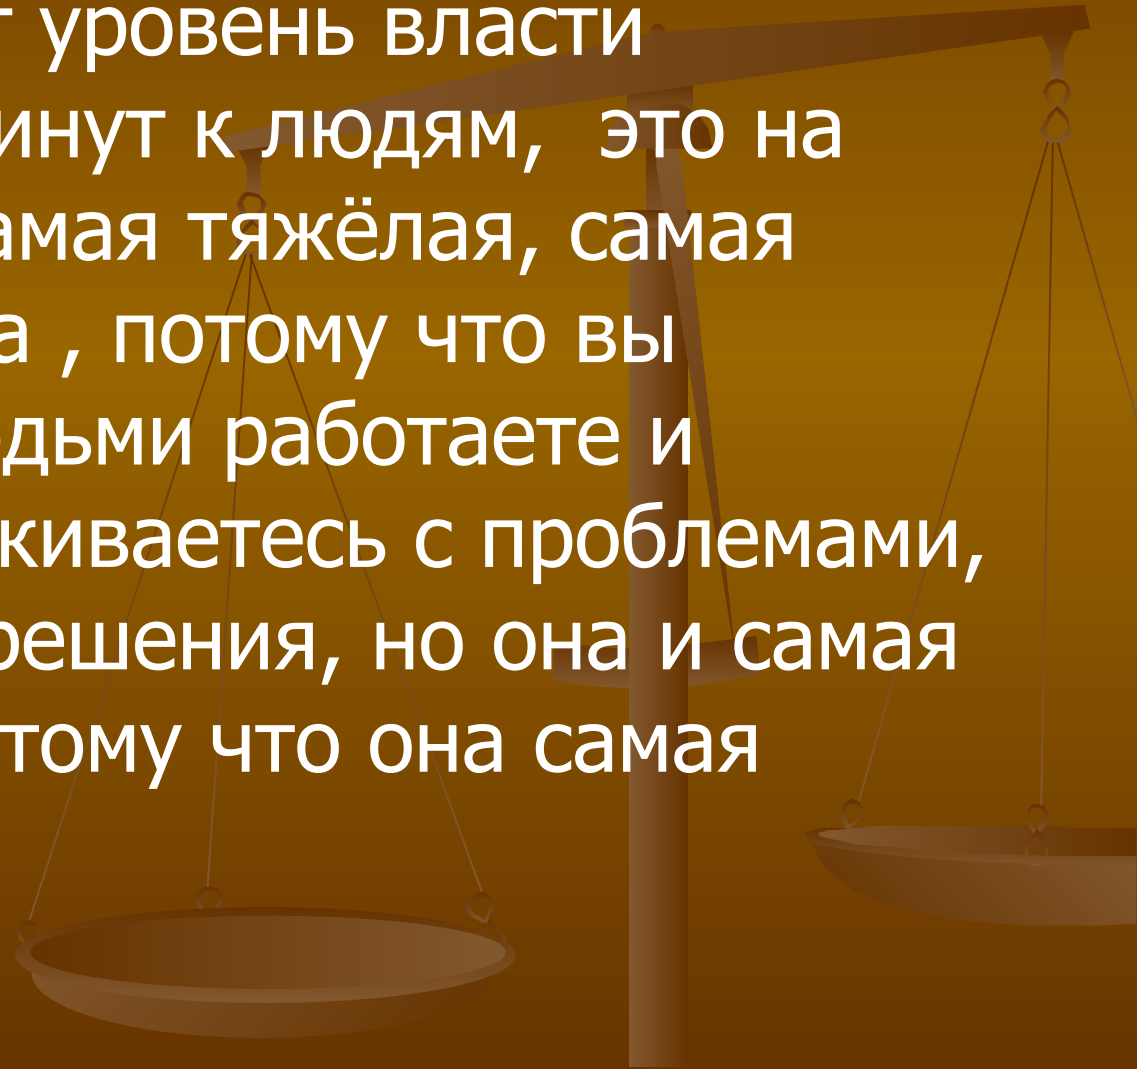 т уровень власти
инут к людям, это на
амая тяжёлая, самая
а , потому что вы
дьми работаете и
киваетесь с проблемами,
решения, но она и самая
тому что она самая